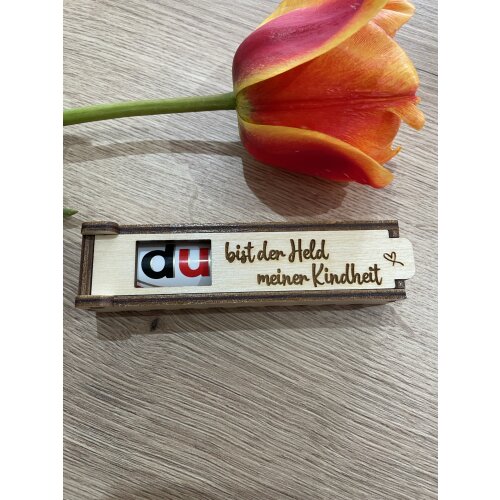 du bist der Held
meiner Kindheit